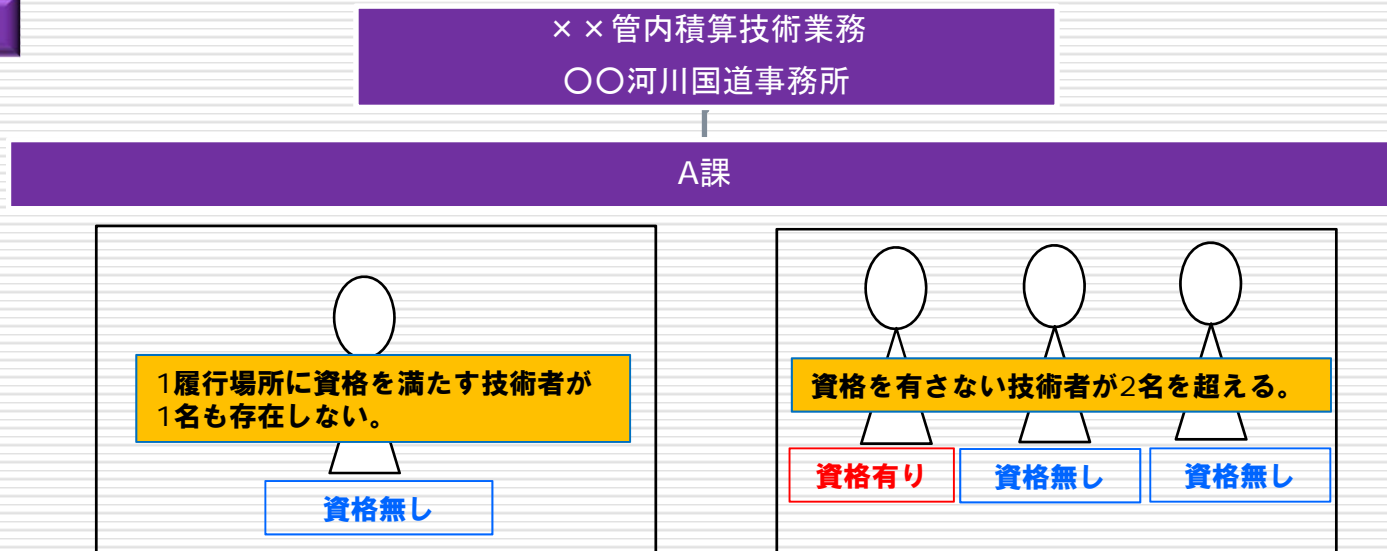 ××管内積算技術業務
〇〇河川国道事務所
A課
1履行場所に資格を満たす技術者が
1名も存在しない。
資格無し
資格を有さない技術者が2名を超える。
資格有り
資格無し
資格無し